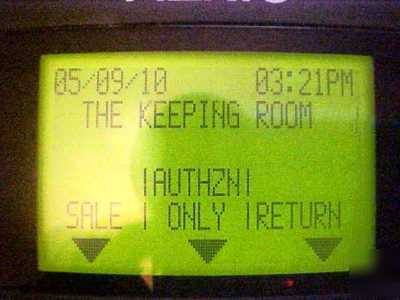 05/09/10 03:21PM
THE KEEPING ROOM
|AUTHZN|
SALE | ONLY |RETURN